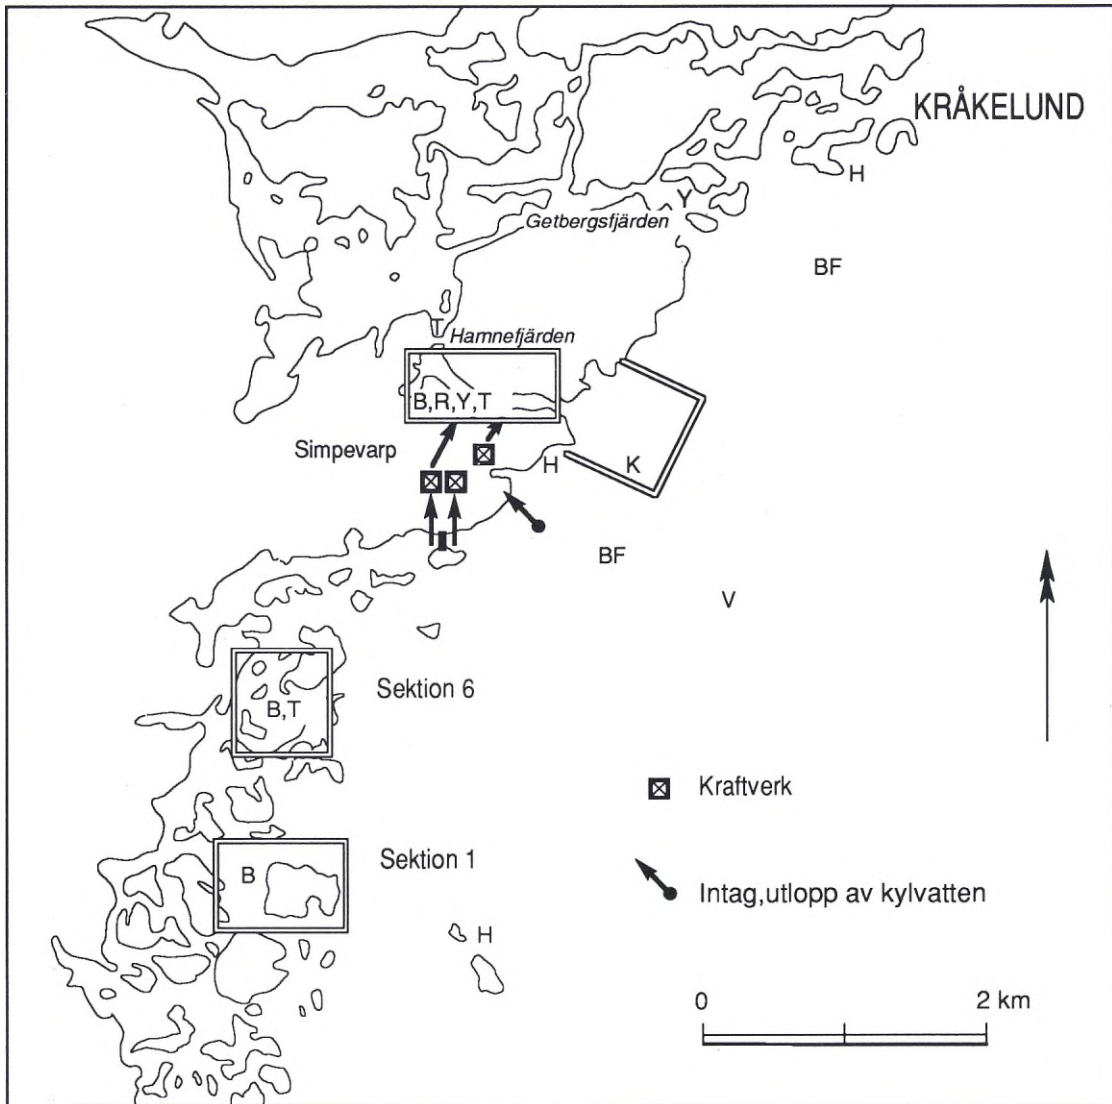 KRÅKELUND
H
Y
Getbergsfjärden
BF
T
Hamnefjärden
B,R,Y,T
Simpevarp
H
K
BF
V
Sektion 6
B,T
Kraftverk
Sektion 1
B
Intag,utlopp av kylvatten
H
0 2 km